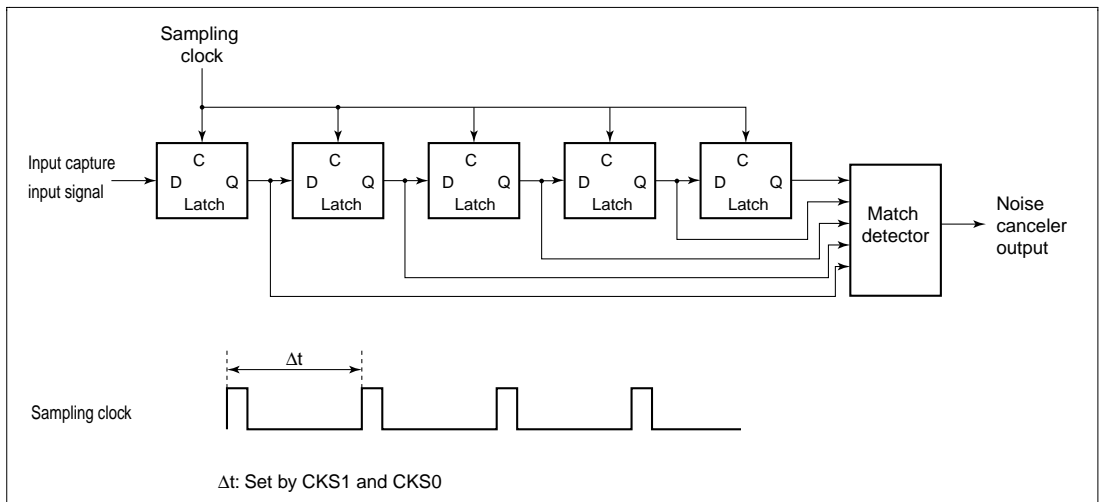 Sampling
clock
Input capture
input signal
C
D Q
Latch
C
D Q
Latch
C
D Q
Latch
C
D Q
Latch
C
D Q
Latch
Match
detector
Noise
canceler
output
Δt
Sampling clock
Δt: Set by CKS1 and CKS0